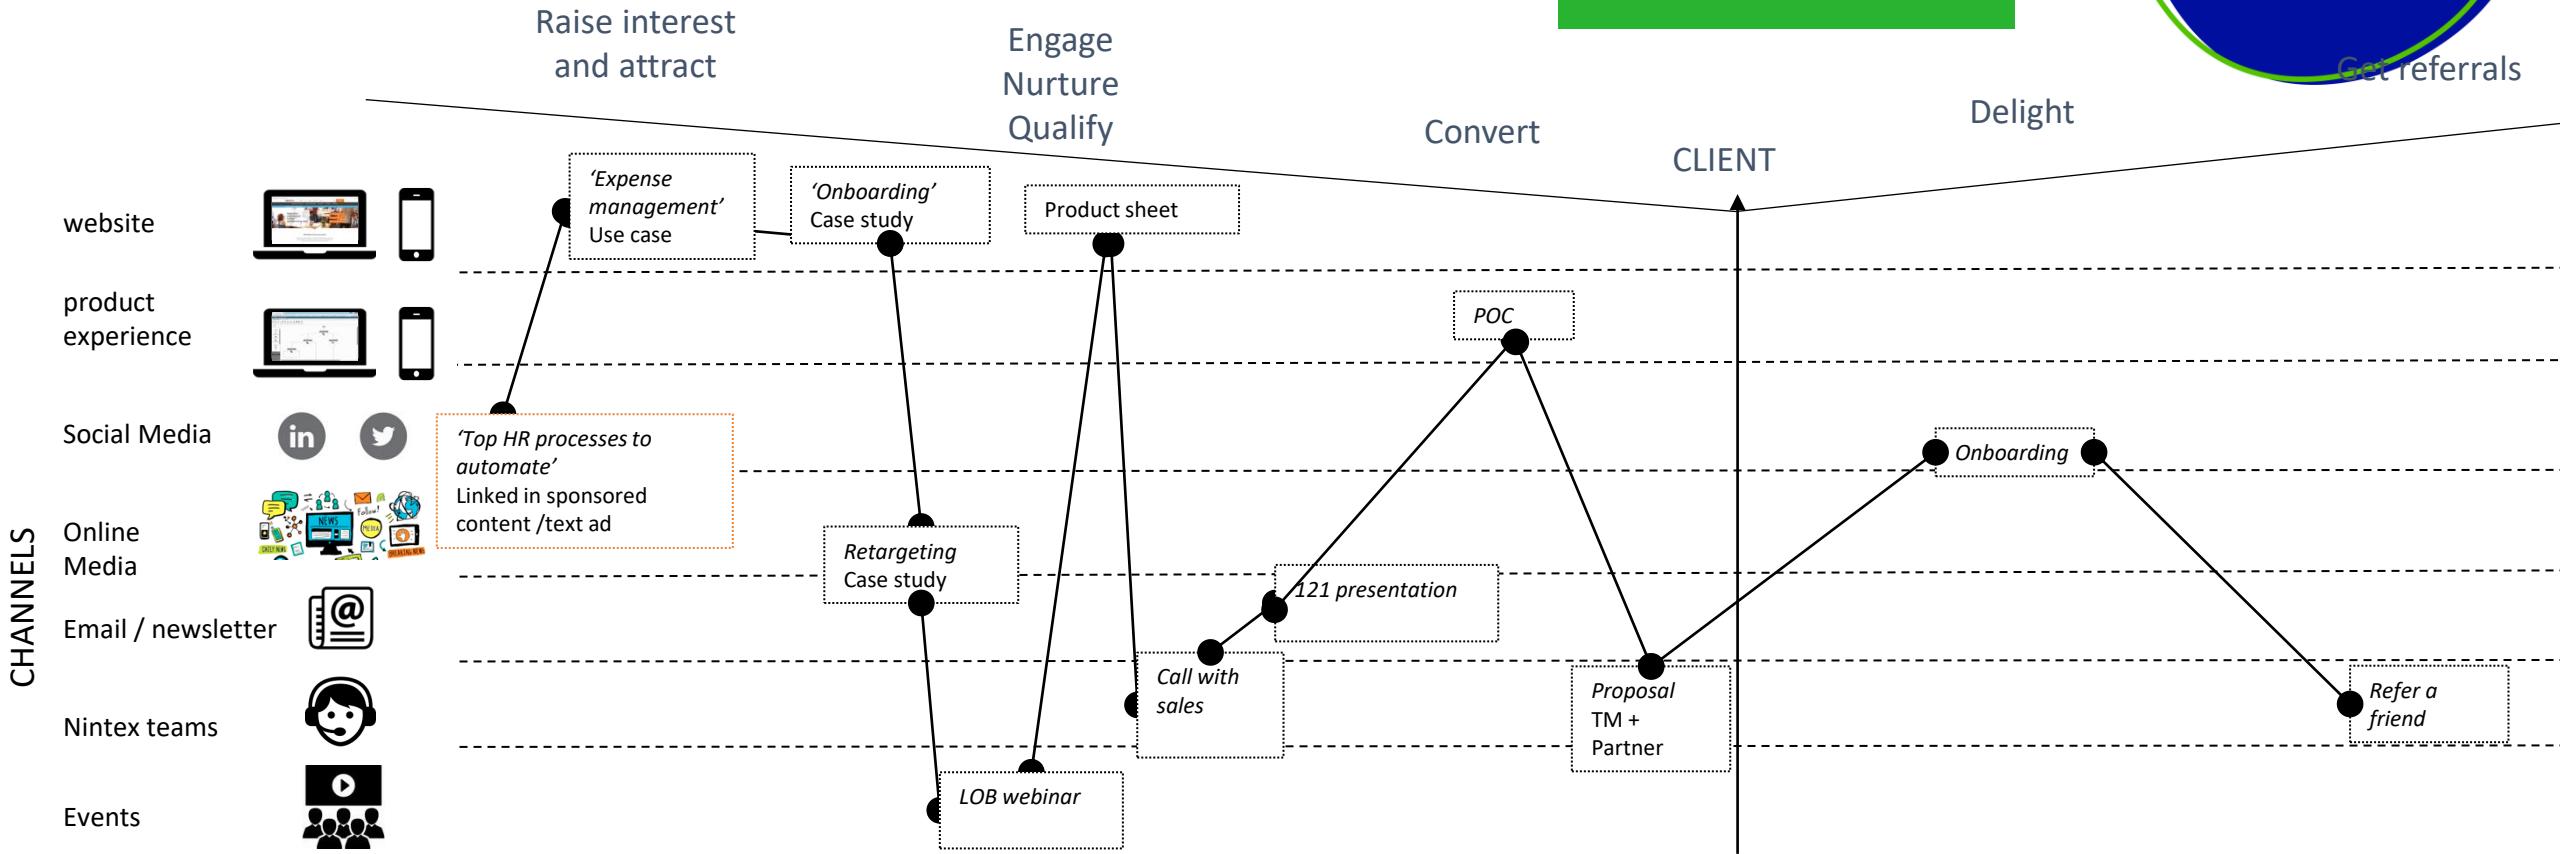 Raise interest
and attract
Engage
Nurture
Qualify
Convert
CLIENT
Delight
Get referrals
CHANNELS
website
product
experience
Social Media
Online
Media
Email / newsletter
Nintex teams
Events
‘Expense
management’
Use case
‘Onboarding’
Case study
Product sheet
POC
‘Top HR processes to
automate’
Linked in sponsored
content /text ad
Retargeting
Case study
121 presentation
Call with
sales
LOB webinar
Proposal
TM +
Partner
Onboarding
Refer a
friend
in
NEWS